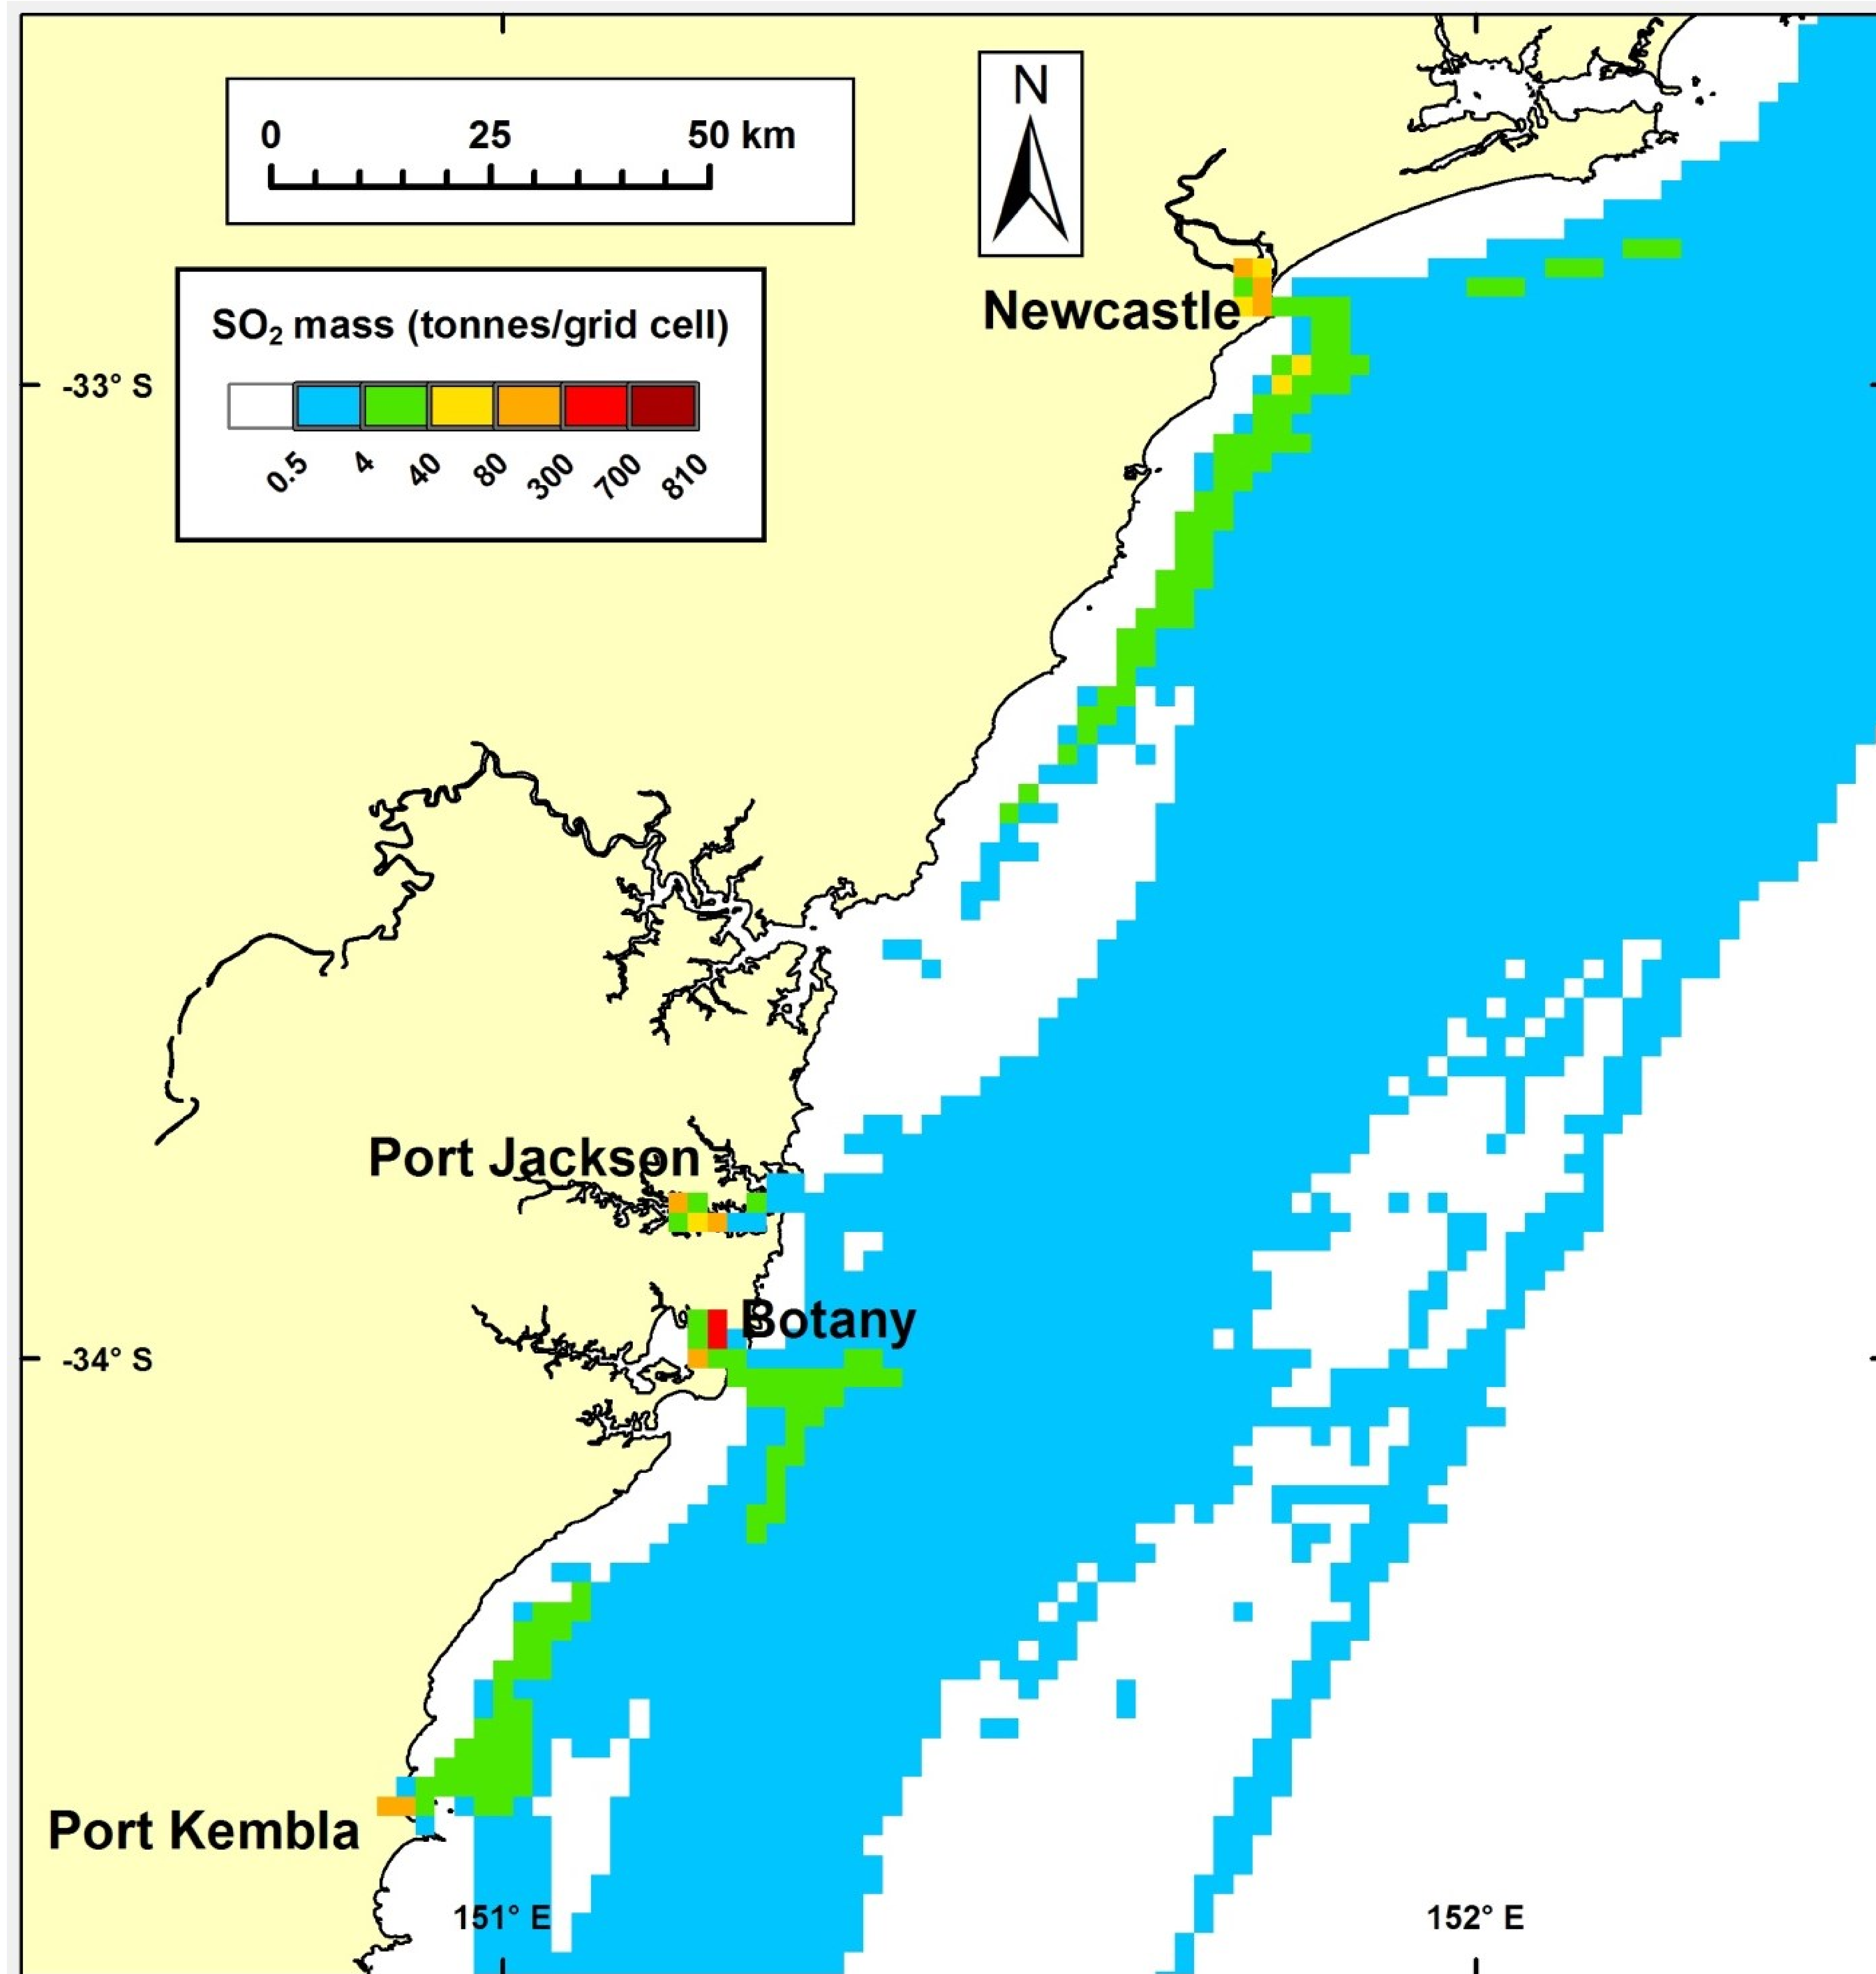 N
0 25 50 km
SO₂ mass (tonnes/grid cell)
0.5 4 40 80 300 700 810
Newcastle
-33° S
Port Jackson
Botany
-34° S
Port Kembla
151° E 152° E